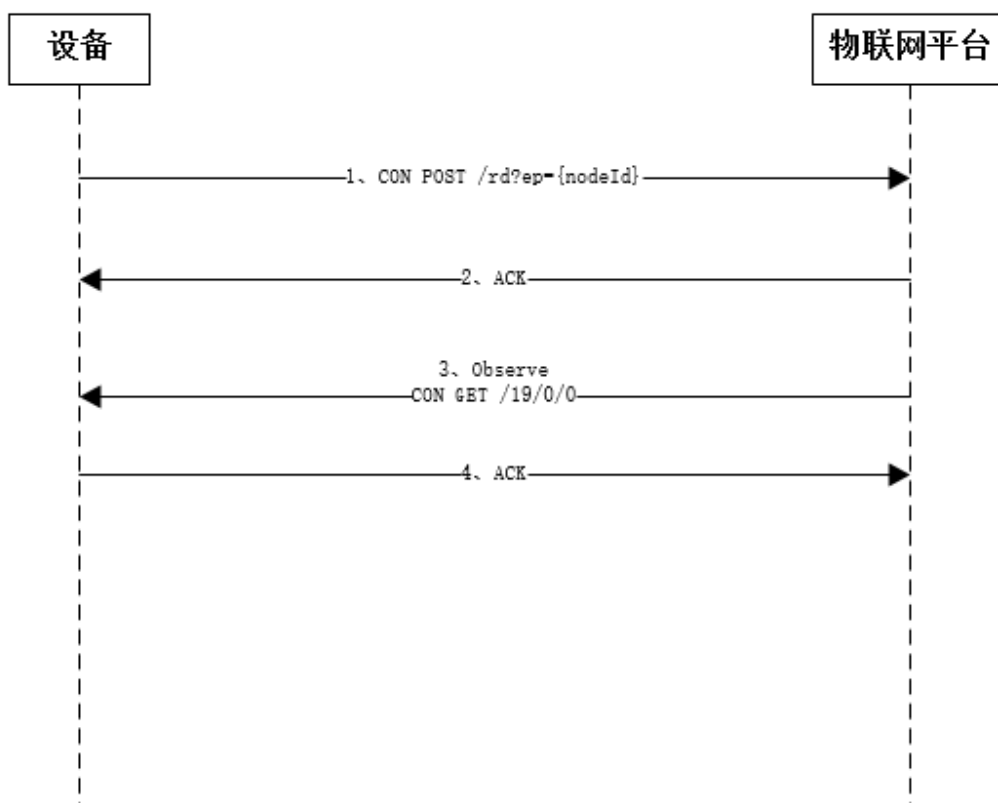 设备
物联网平台
1、CON POST /rd?ep={nodeId}
2、ACK
3、Observe
CON GET /19/0/0
4、ACK